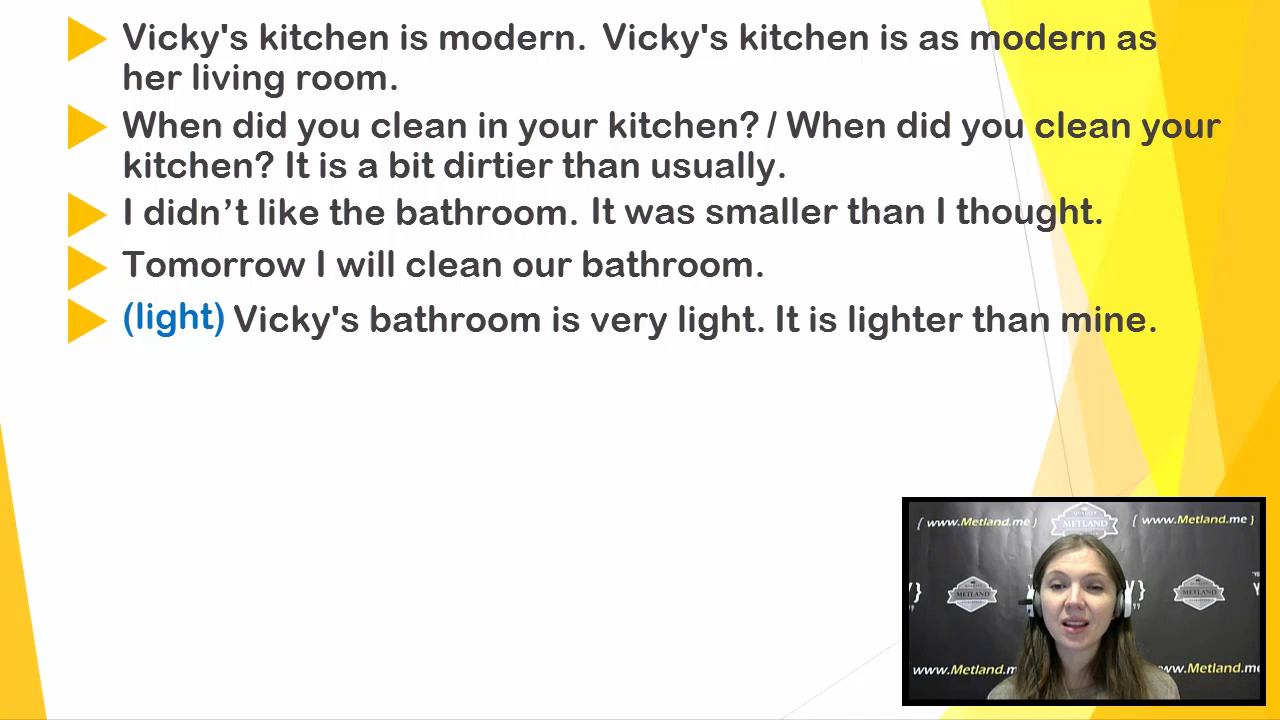 Vicky's kitchen is modern. Vicky's kitchen is as modern as
her living room.
When did you clean in your kitchen? / When did you clean your
kitchen? It is a bit dirtier than usually.
I didn’t like the bathroom. It was smaller than I thought.
Tomorrow I will clean our bathroom.
(light) Vicky's bathroom is very light. It is lighter than mine.
{ www.Metland.me }
METLAND
{ www.Metland.me }
METLAND
METLAND
www.Metland.me
www.Metland.me